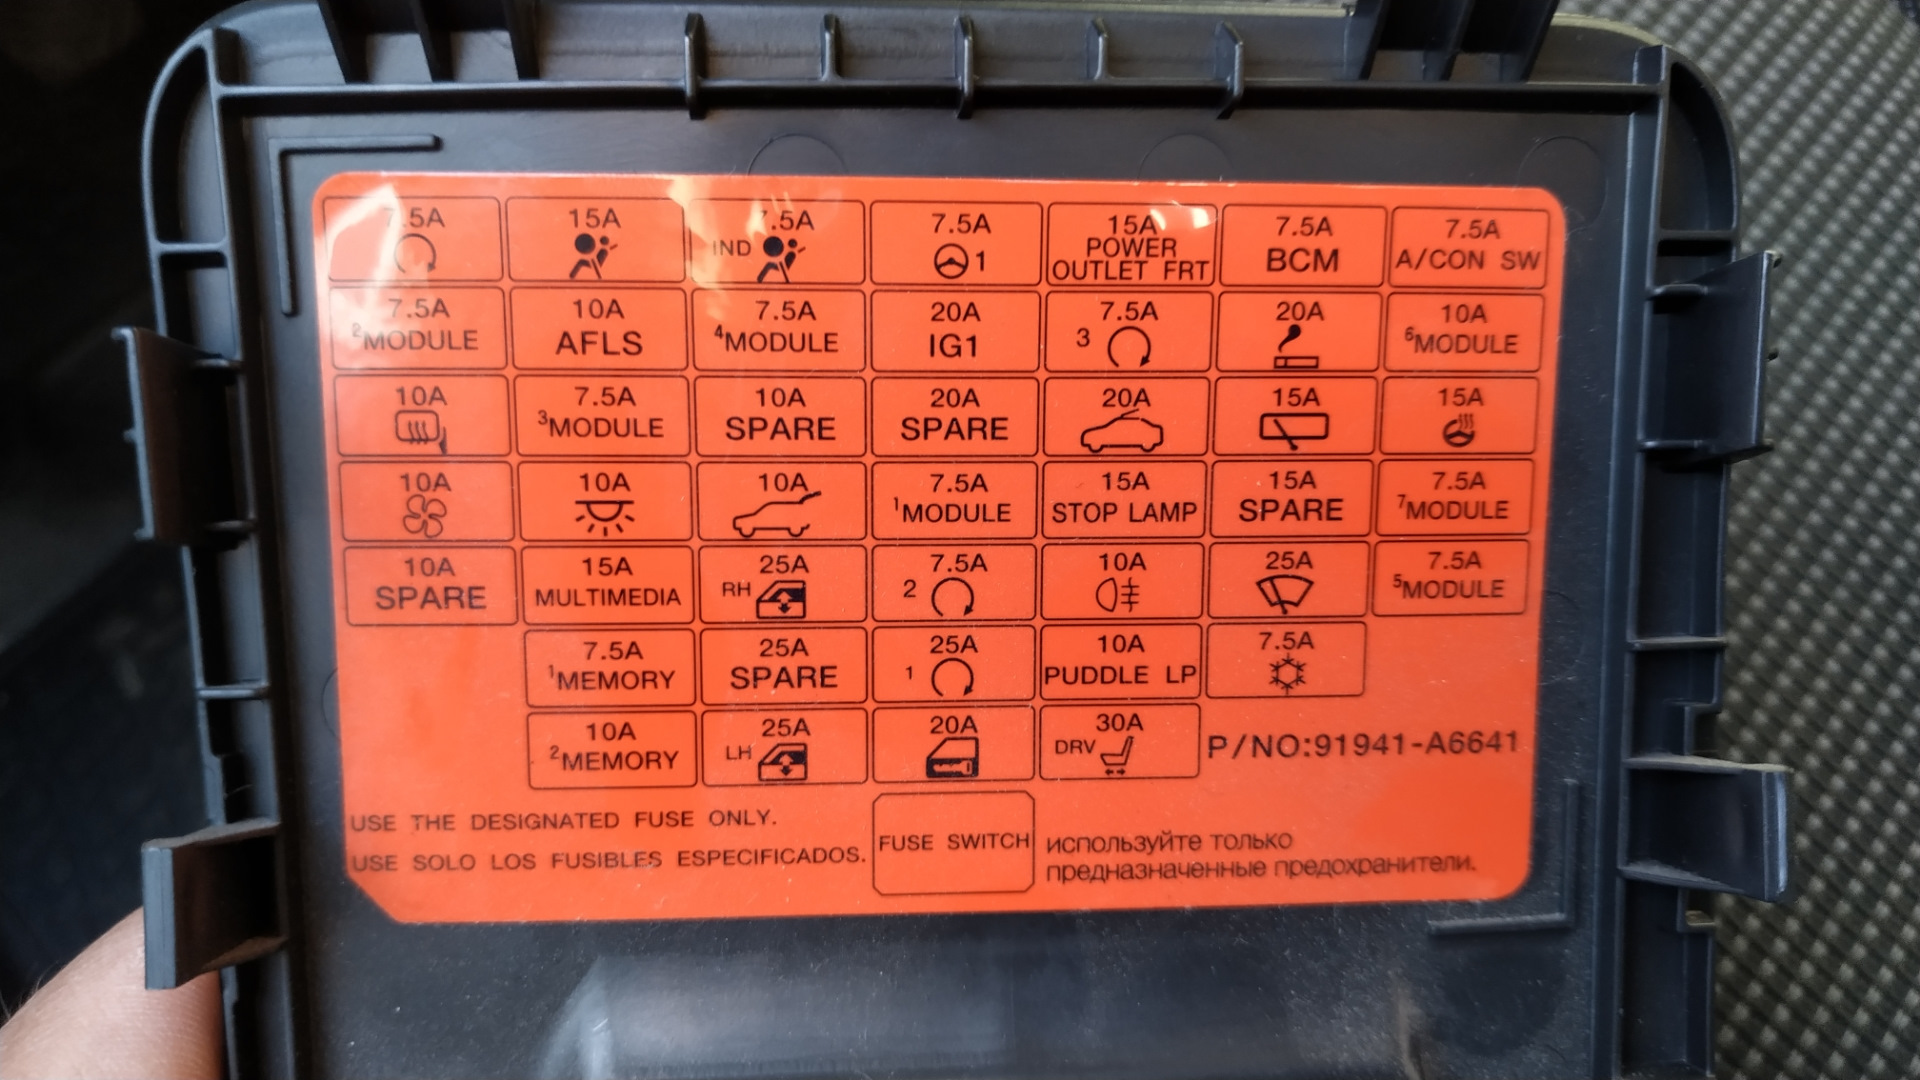 7.5A 15A 7.5A 7.5A 15A 7.5A 7.5A
IND 1 POWER OUTLET FRT BCM A/CON SW
7.5A 10A 7.5A 20A 7.5A 20A 10A
2MODULE AFLS 4MODULE IG1 3 6MODULE
10A 7.5A 10A 20A 20A 15A 15A
3MODULE SPARE SPARE
10A 10A 10A 7.5A 15A 15A 7.5A
1MODULE STOP LAMP SPARE 7MODULE
10A 15A 25A 7.5A 10A 25A 7.5A
SPARE MULTIMEDIA RH 2 5MODULE
7.5A 25A 25A 10A 7.5A
1MEMORY SPARE 1 PUDDLE LP
10A 25A 20A 30A
2MEMORY LH DRV P/NO:91941-A6641
USE THE DESIGNATED FUSE ONLY.
USE SOLO LOS FUSIBLES ESPECIFICADOS.
FUSE SWITCH
используйте только
предназначенные предохранители.